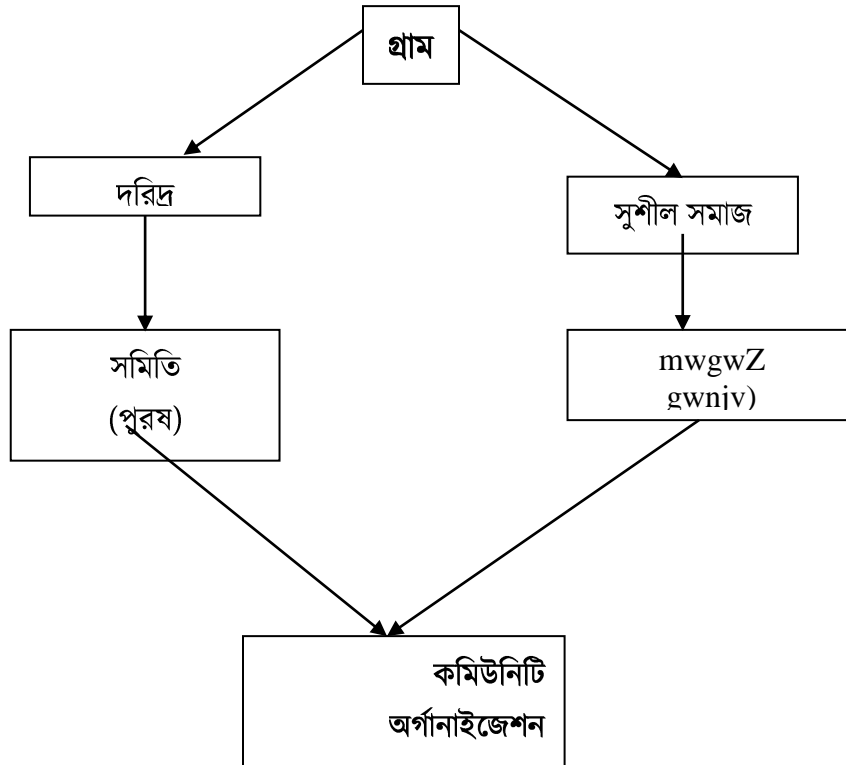 গ্রাম
দরিদ্র
সুশীল সমাজ
সমিতি
(পুরষ)
mwgwZ
gwnjv)
কমিউনিটি
অর্গানাইজেশন